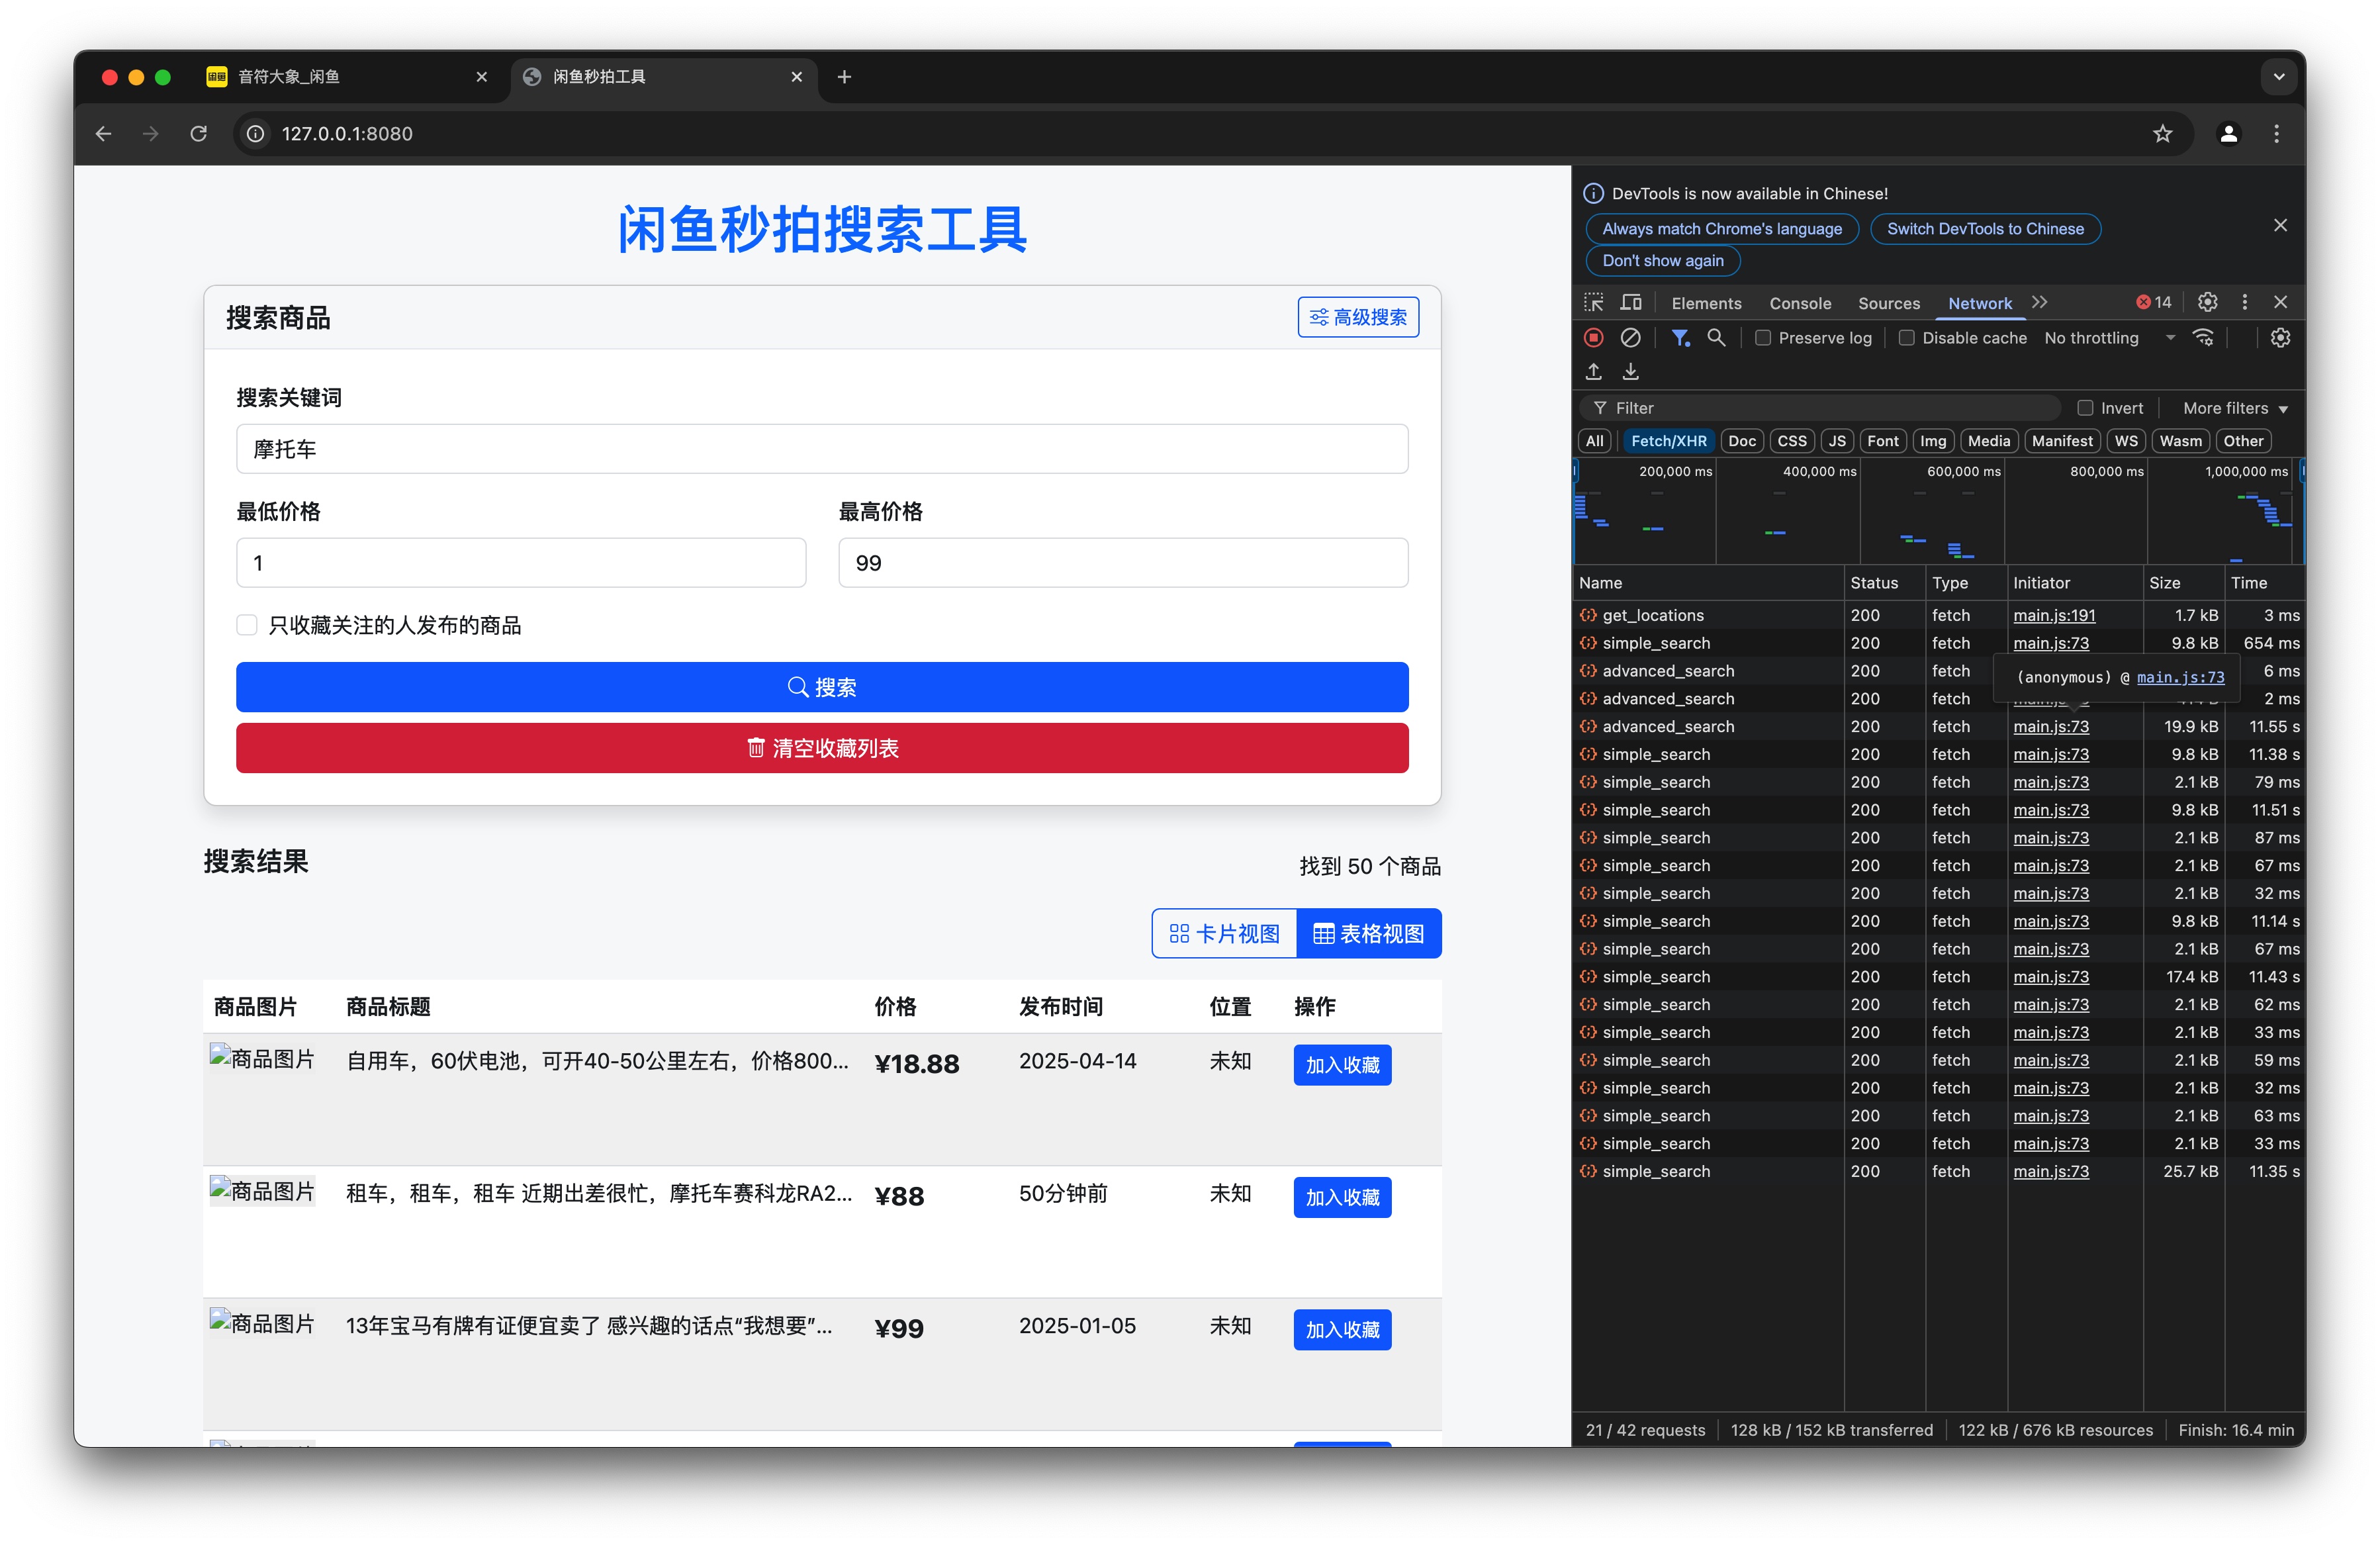 音符大象_闲鱼
闲鱼秒拍工具
127.0.0.1:8080
闲鱼秒拍搜索工具
搜索商品
高级搜索
搜索关键词
摩托车
最低价格 最高价格
1 99
只收藏关注的人发布的商品
搜索
清空收藏列表
搜索结果
找到 50 个商品
卡片视图 表格视图
商品图片 商品标题 价格 发布时间 位置 操作
商品图片 自用车，60伏电池，可开40-50公里左右，价格800... ¥18.88 2025-04-14 未知 加入收藏
商品图片 租车，租车，租车 近期出差很忙，摩托车赛科龙RA2... ¥88 50分钟前 未知 加入收藏
商品图片 13年宝马有牌有证便宜卖了 感兴趣的话点“我想要”... ¥99 2025-01-05 未知 加入收藏
DevTools is now available in Chinese!
Always match Chrome's language Switch DevTools to Chinese
Don't show again
Elements Console Sources Network 14
Preserve log Disable cache No throttling
Filter Invert More filters
All Fetch/XHR Doc CSS JS Font Img Media Manifest WS Wasm Other
200,000 ms 400,000 ms 600,000 ms 800,000 ms 1,000,000 ms
Name Status Type Initiator Size Time
get_locations 200 fetch main.js:191 1.7 kB 3 ms
simple_search 200 fetch main.js:73 9.8 kB 654 ms
advanced_search 200 fetch 6 ms
(anonymous) @ main.js:73
advanced_search 200 fetch 2 ms
advanced_search 200 fetch main.js:73 19.9 kB 11.55 s
simple_search 200 fetch main.js:73 9.8 kB 11.38 s
simple_search 200 fetch main.js:73 2.1 kB 79 ms
simple_search 200 fetch main.js:73 9.8 kB 11.51 s
simple_search 200 fetch main.js:73 2.1 kB 87 ms
simple_search 200 fetch main.js:73 2.1 kB 67 ms
simple_search 200 fetch main.js:73 2.1 kB 32 ms
simple_search 200 fetch main.js:73 9.8 kB 11.14 s
simple_search 200 fetch main.js:73 2.1 kB 67 ms
simple_search 200 fetch main.js:73 17.4 kB 11.43 s
simple_search 200 fetch main.js:73 2.1 kB 62 ms
simple_search 200 fetch main.js:73 2.1 kB 33 ms
simple_search 200 fetch main.js:73 2.1 kB 59 ms
simple_search 200 fetch main.js:73 2.1 kB 32 ms
simple_search 200 fetch main.js:73 2.1 kB 63 ms
simple_search 200 fetch main.js:73 2.1 kB 33 ms
simple_search 200 fetch main.js:73 25.7 kB 11.35 s
21 / 42 requests 128 kB / 152 kB transferred 122 kB / 676 kB resources Finish: 16.4 min